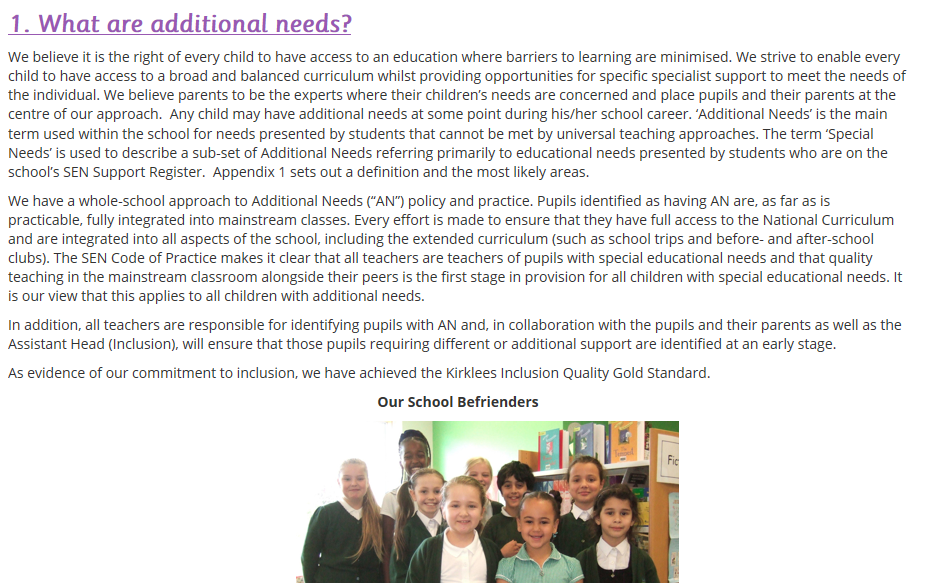 1. What are additional needs?
We believe it is the right of every child to have access to an education where barriers to learning are minimised. We strive to enable every
child to have access to a broad and balanced curriculum whilst providing opportunities for specific specialist support to meet the needs of
the individual. We believe parents to be the experts where their children's needs are concerned and place pupils and their parents at the
centre of our approach.  Any child may have additional needs at some point during his/her school career. ‘Additional Needs’ is the main
term used within the school for needs presented by students that cannot be met by universal teaching approaches. The term ‘Special
Needs’ is used to describe a sub-set of Additional Needs referring primarily to educational needs presented by students who are on the
school’s SEN Support Register.  Appendix 1 sets out a definition and the most likely areas.
We have a whole-school approach to Additional Needs (“AN”) policy and practice. Pupils identified as having AN are, as far as is
practicable, fully integrated into mainstream classes. Every effort is made to ensure that they have full access to the National Curriculum
and are integrated into all aspects of the school, including the extended curriculum (such as school trips and before- and after-school
clubs). The SEN Code of Practice makes it clear that all teachers are teachers of pupils with special educational needs and that quality
teaching in the mainstream classroom alongside their peers is the first stage in provision for all children with special educational needs. It
is our view that this applies to all children with additional needs.
In addition, all teachers are responsible for identifying pupils with AN and, in collaboration with the pupils and their parents as well as the
Assistant Head (Inclusion), will ensure that those pupils requiring different or additional support are identified at an early stage.
As evidence of our commitment to inclusion, we have achieved the Kirklees Inclusion Quality Gold Standard.
Our School Befrienders
Fic